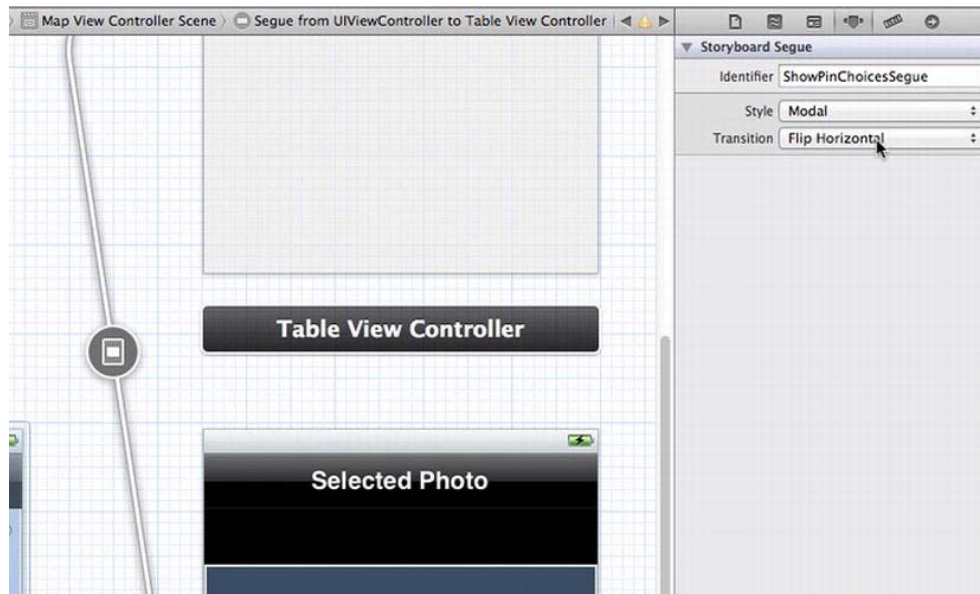 Map View Controller Scene Segue from UIViewController to Table View Controller
Storyboard Segue
Identifier ShowPinChoicesSegue
Style Modal
Transition Flip Horizontal
Table View Controller
Selected Photo